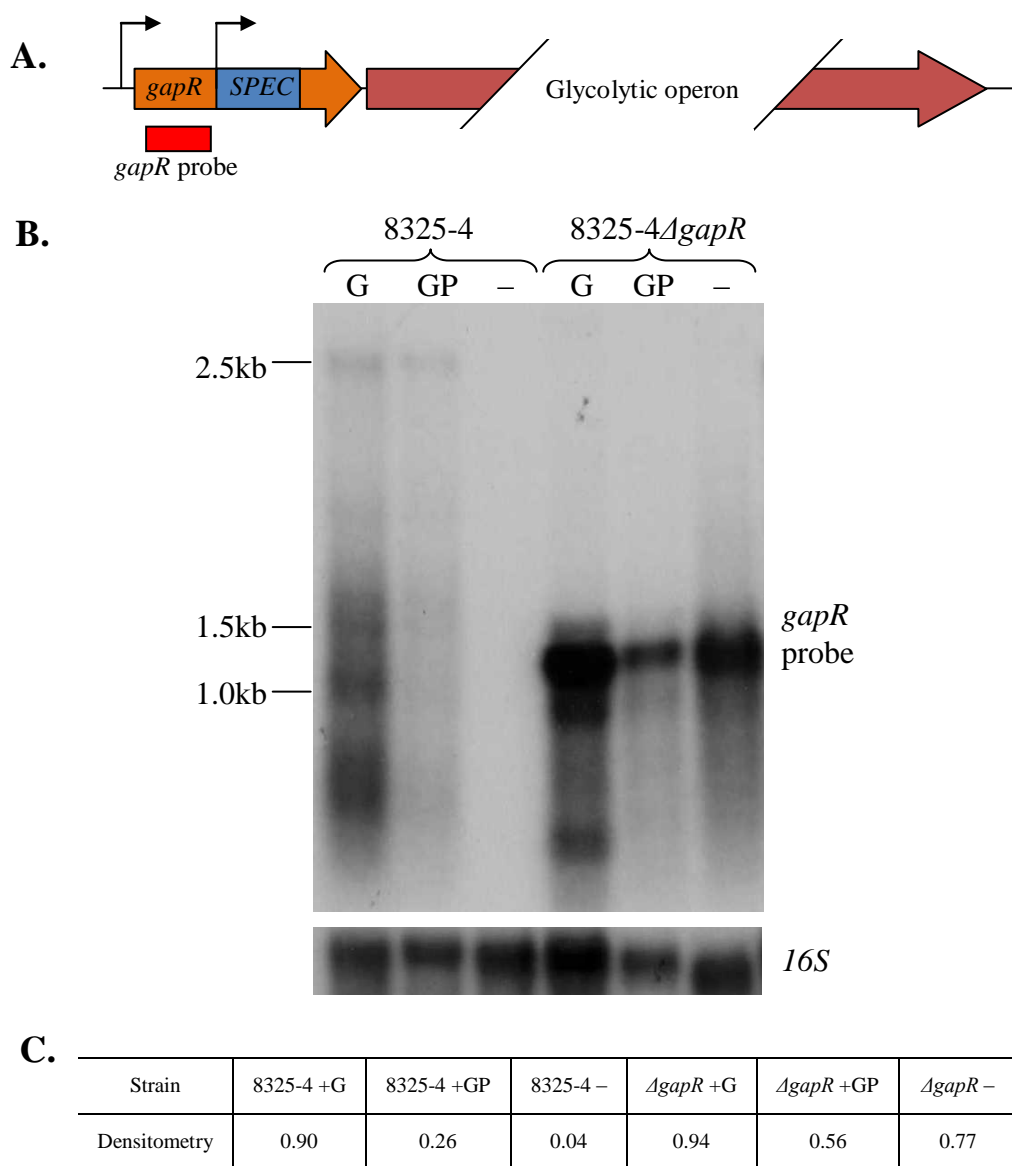 A.
gapR SPEC Glycolytic operon
gapR probe
B.
8325-4 8325-4ΔgapR
G GP – G GP –
2.5kb
1.5kb
1.0kb
gapR
probe
16S
C.
Strain 8325-4 +G 8325-4 +GP 8325-4 – ΔgapR +G ΔgapR +GP ΔgapR –
Densitometry 0.90 0.26 0.04 0.94 0.56 0.77